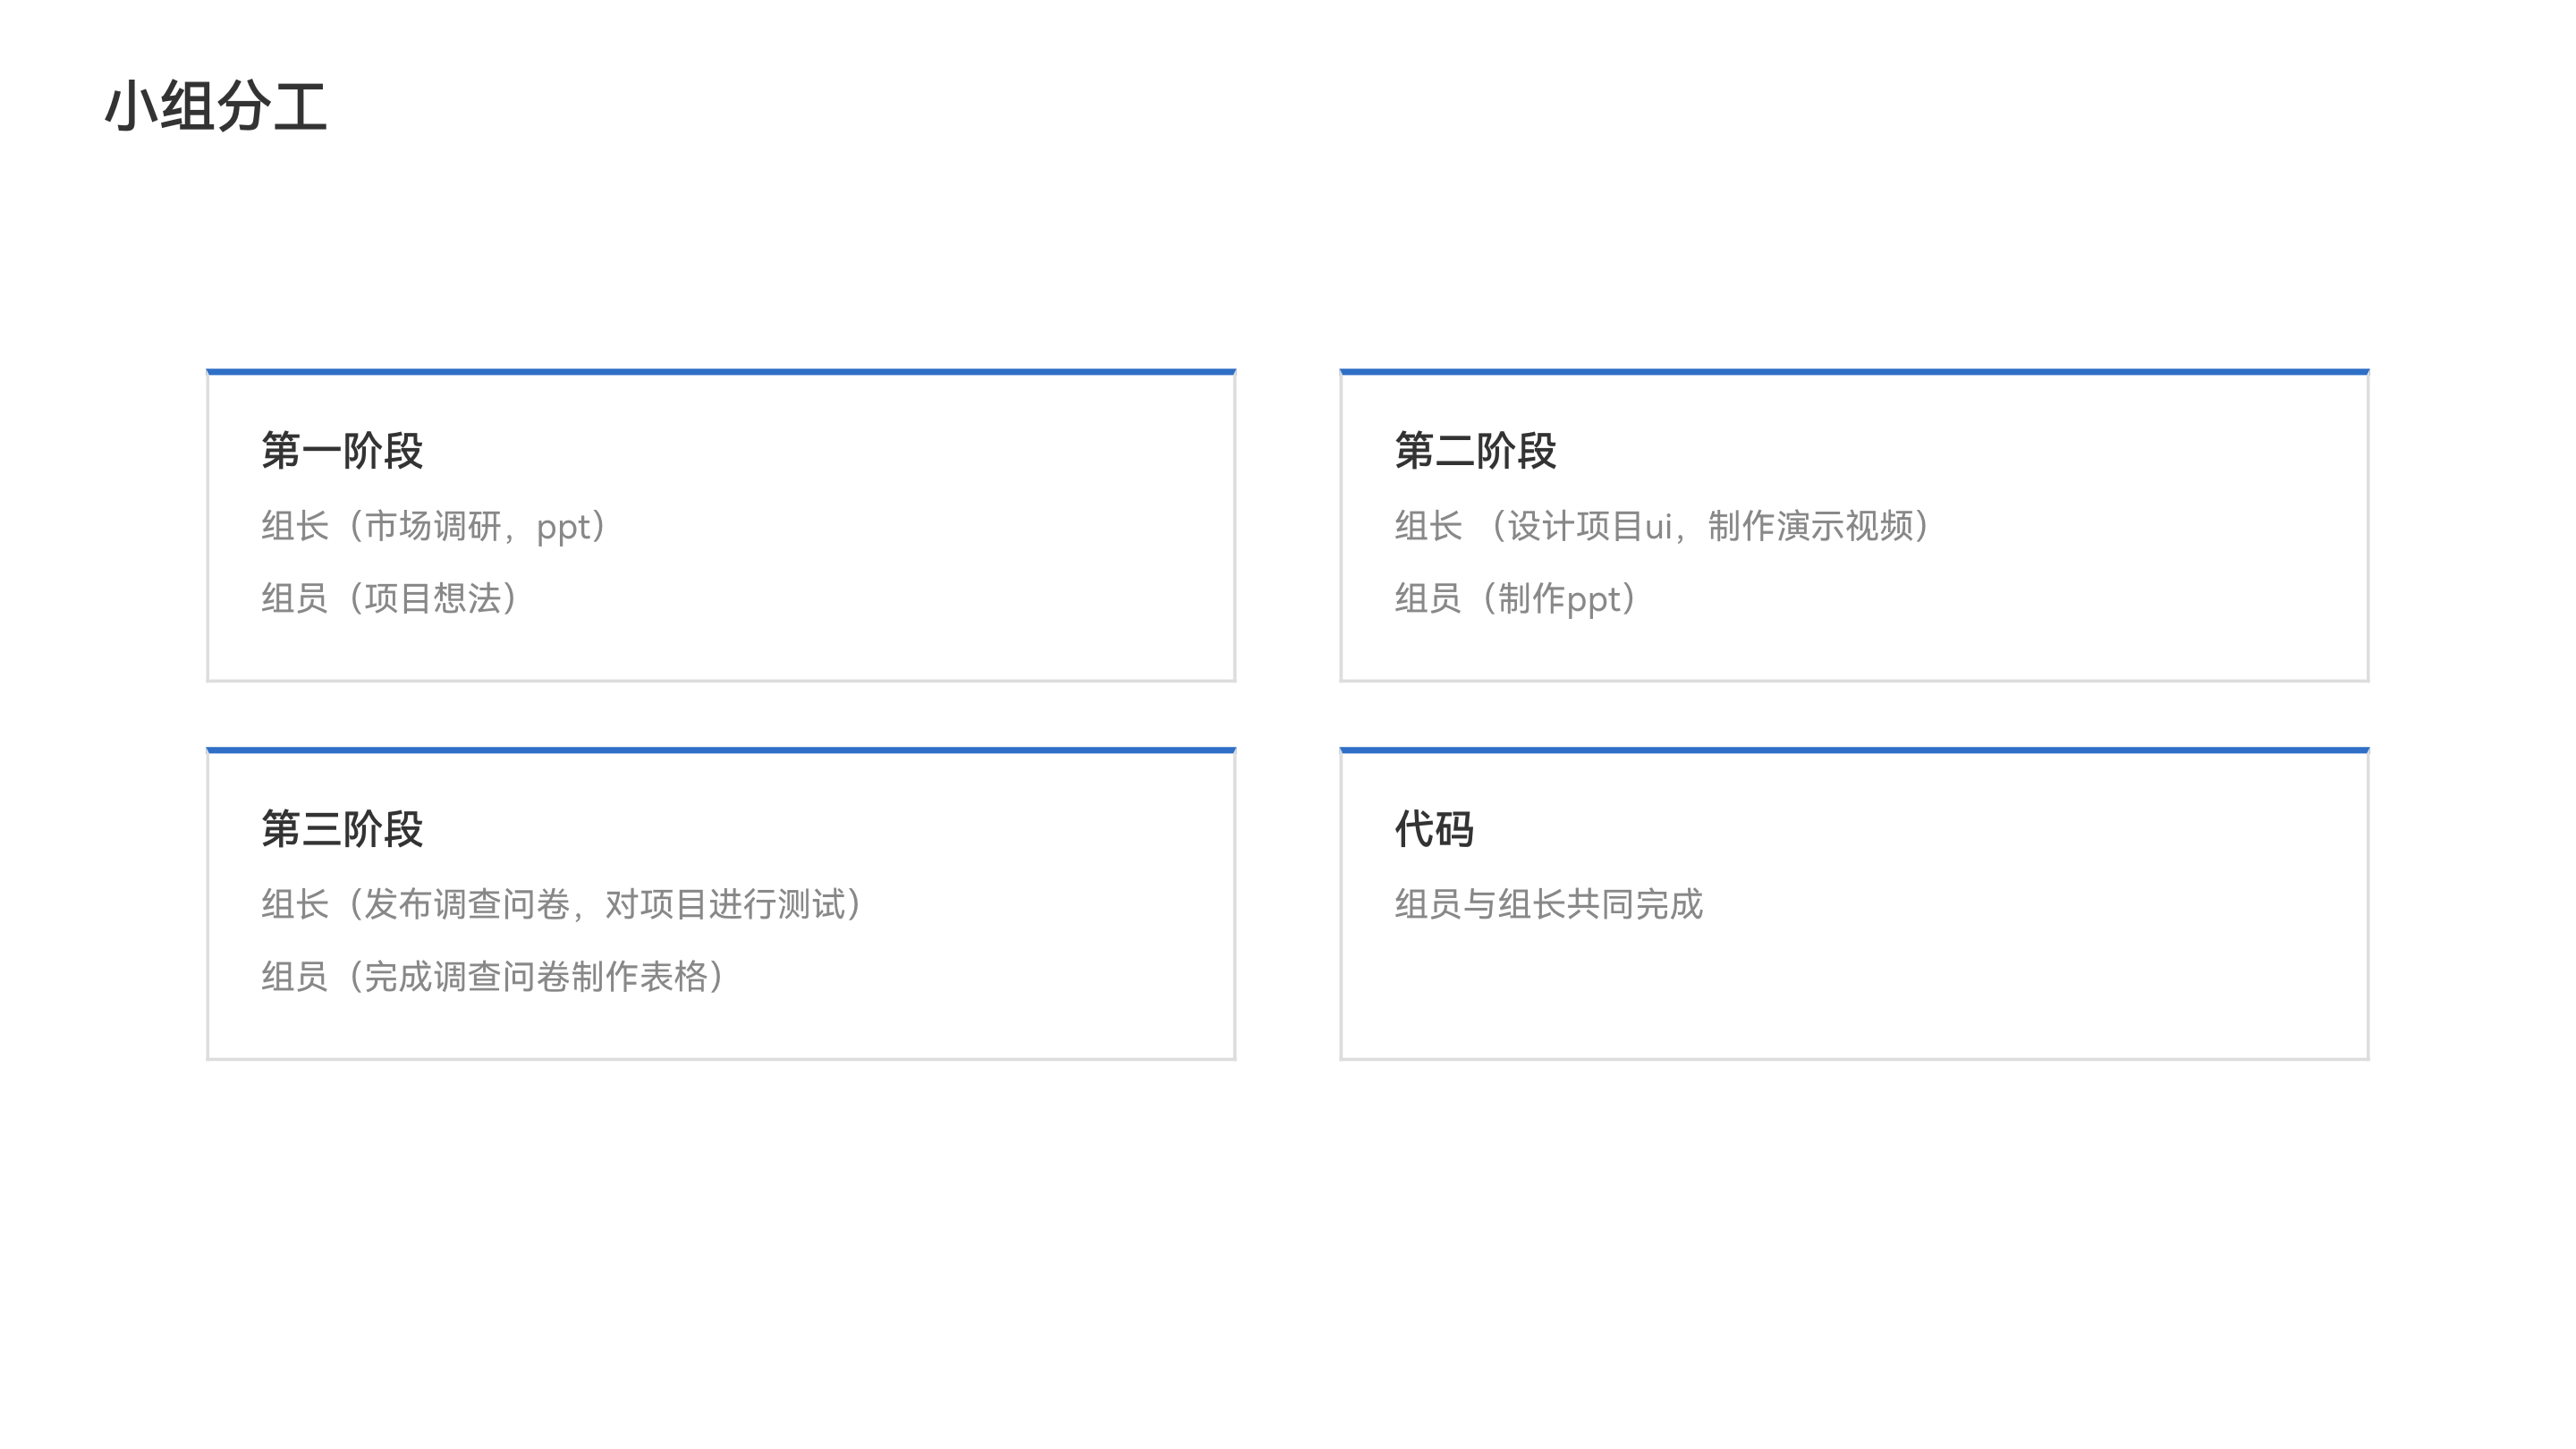 小组分工
第一阶段
组长（市场调研，ppt）
组员（项目想法）
第二阶段
组长 （设计项目ui，制作演示视频）
组员（制作ppt）
第三阶段
组长（发布调查问卷，对项目进行测试）
组员（完成调查问卷制作表格）
代码
组员与组长共同完成